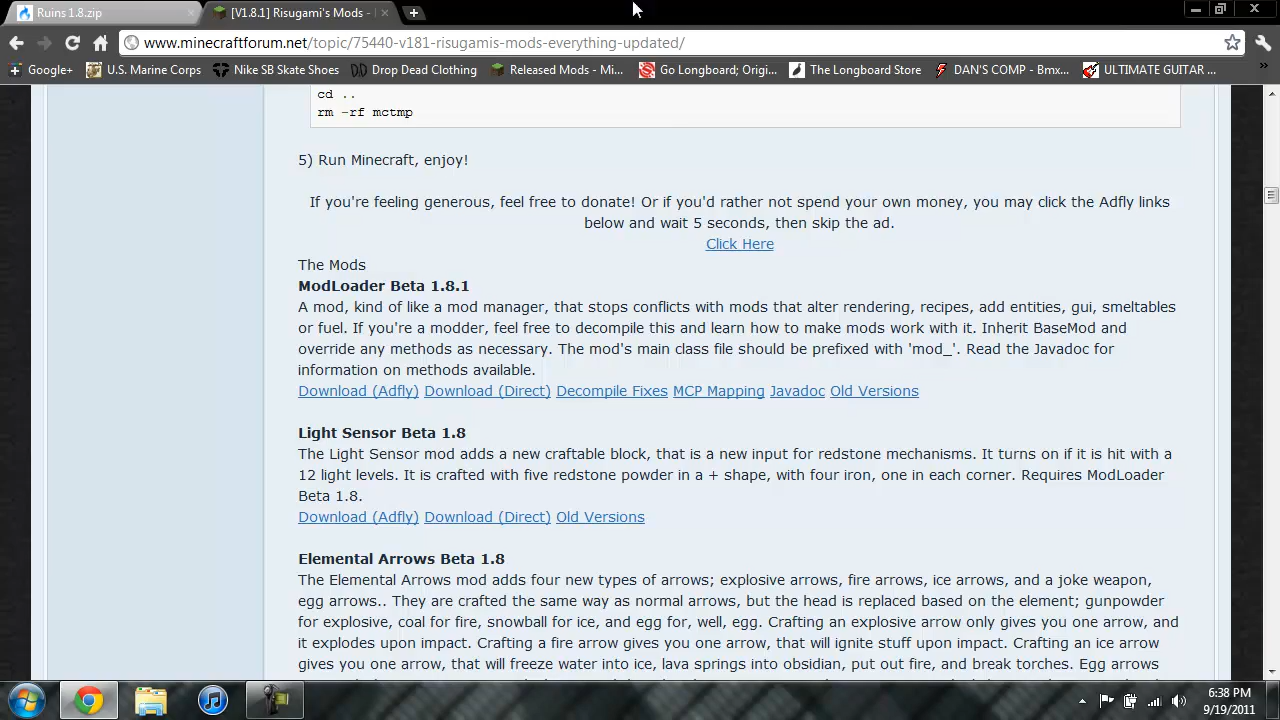 Ruins 1.8.zip
[V1.8.1] Risugami's Mods -
www.minecraftforum.net/topic/75440-v181-risugamis-mods-everything-updated/
Google+ U.S. Marine Corps Nike SB Skate Shoes Drop Dead Clothing Released Mods - Mi... Go Longboard; Origi... The Longboard Store DAN'S COMP - Bmx... ULTIMATE GUITAR ...
cd ..
rm -rf mctmp
5) Run Minecraft, enjoy!
If you're feeling generous, feel free to donate! Or if you'd rather not spend your own money, you may click the Adfly links
below and wait 5 seconds, then skip the ad.
Click Here
The Mods
ModLoader Beta 1.8.1
A mod, kind of like a mod manager, that stops conflicts with mods that alter rendering, recipes, add entities, gui, smeltables
or fuel. If you're a modder, feel free to decompile this and learn how to make mods work with it. Inherit BaseMod and
override any methods as necessary. The mod's main class file should be prefixed with 'mod_'. Read the Javadoc for
information on methods available.
Download (Adfly) Download (Direct) Decompile Fixes MCP Mapping Javadoc Old Versions
Light Sensor Beta 1.8
The Light Sensor mod adds a new craftable block, that is a new input for redstone mechanisms. It turns on if it is hit with a
12 light levels. It is crafted with five redstone powder in a + shape, with four iron, one in each corner. Requires ModLoader
Beta 1.8.
Download (Adfly) Download (Direct) Old Versions
Elemental Arrows Beta 1.8
The Elemental Arrows mod adds four new types of arrows; explosive arrows, fire arrows, ice arrows, and a joke weapon,
egg arrows.. They are crafted the same way as normal arrows, but the head is replaced based on the element; gunpowder
for explosive, coal for fire, snowball for ice, and egg for, well, egg. Crafting an explosive arrow only gives you one arrow, and
it explodes upon impact. Crafting a fire arrow gives you one arrow, that will ignite stuff upon impact. Crafting an ice arrow
gives you one arrow, that will freeze water into ice, lava springs into obsidian, put out fire, and break torches. Egg arrows
6:38 PM
9/19/2011